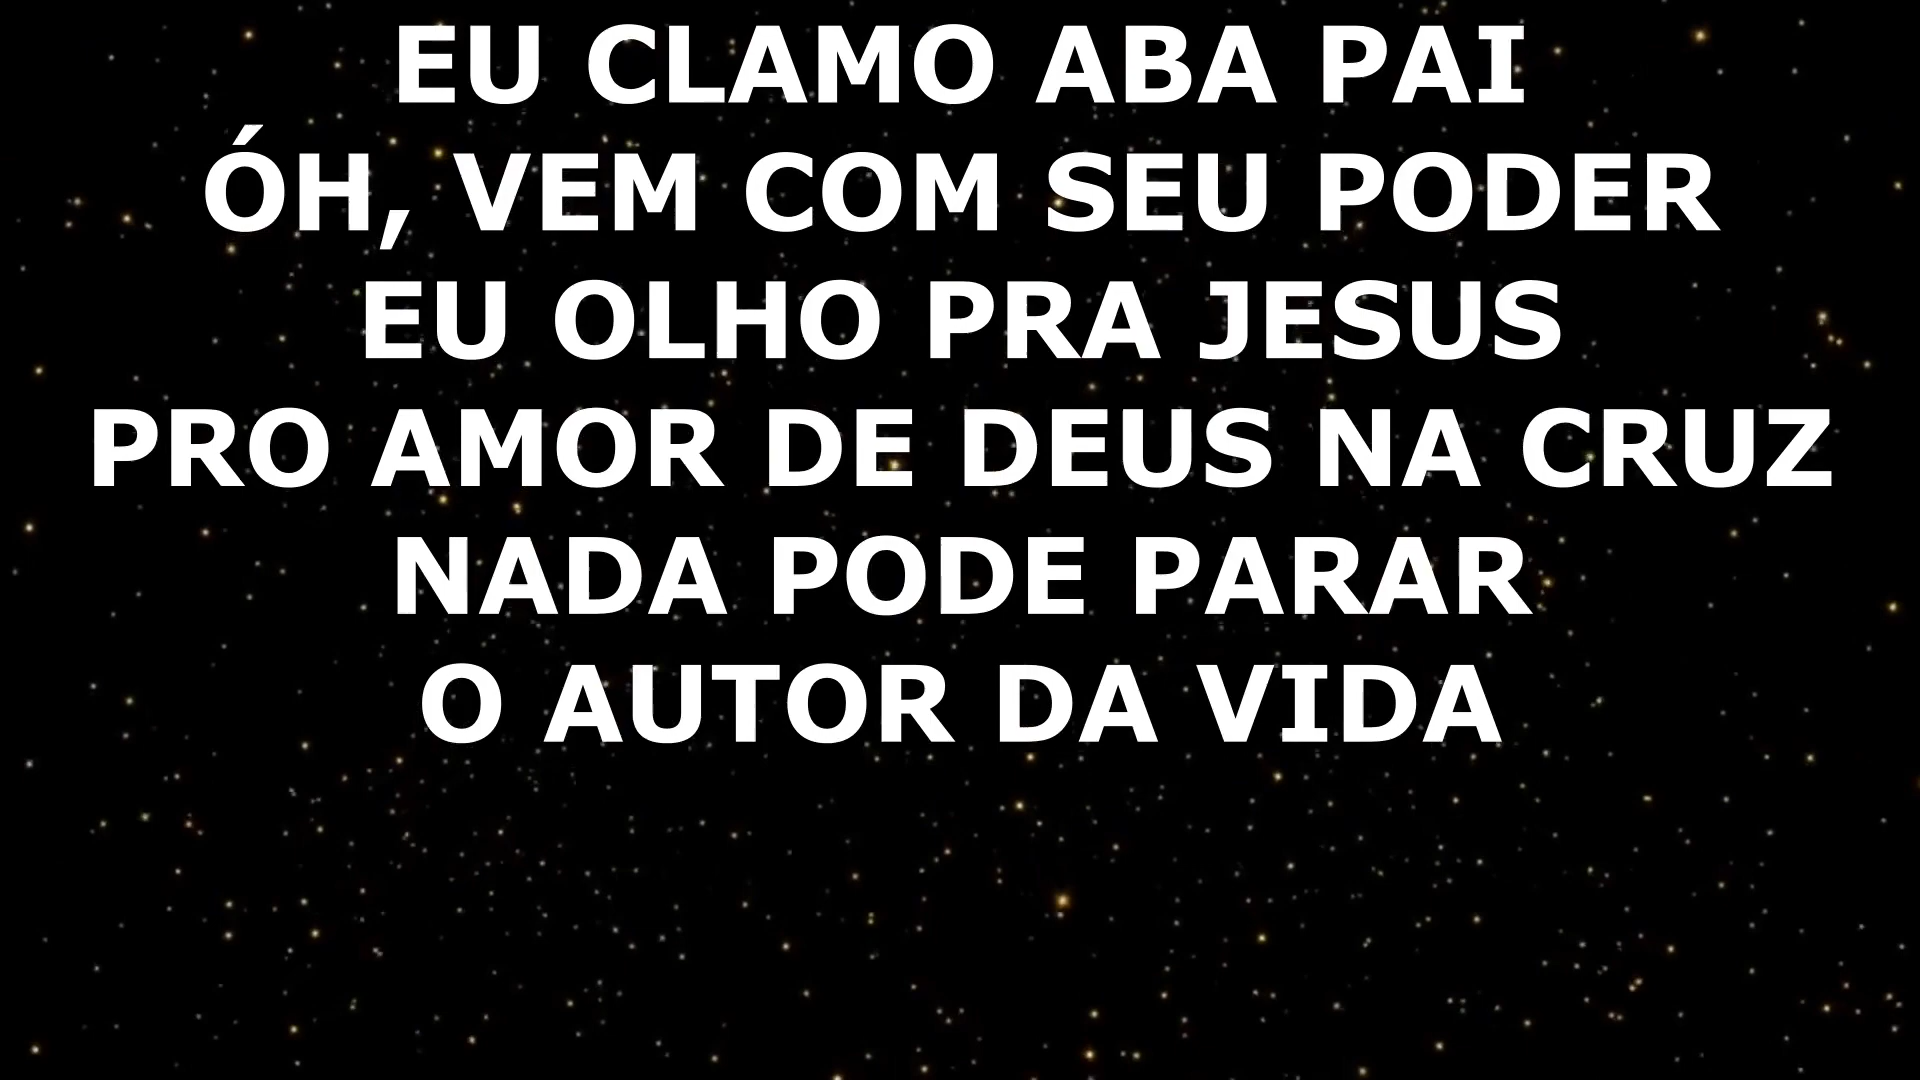 EU CLAMO ABA PAI
ÓH, VEM COM SEU PODER
EU OLHO PRA JESUS
PRO AMOR DE DEUS NA CRUZ
NADA PODE PARAR
O AUTOR DA VIDA